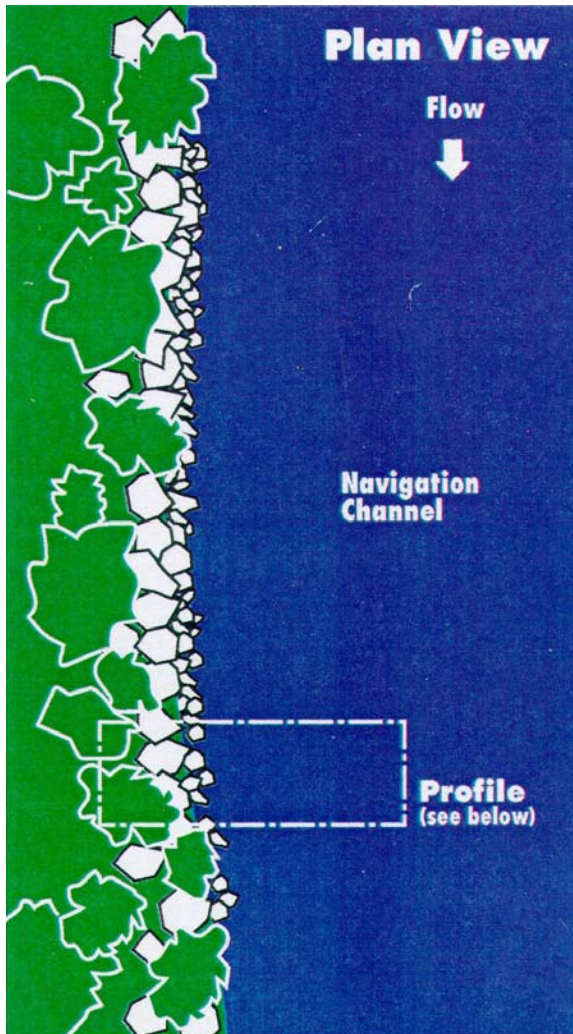 Plan View
Flow
Navigation
Channel
Profile
(see below)